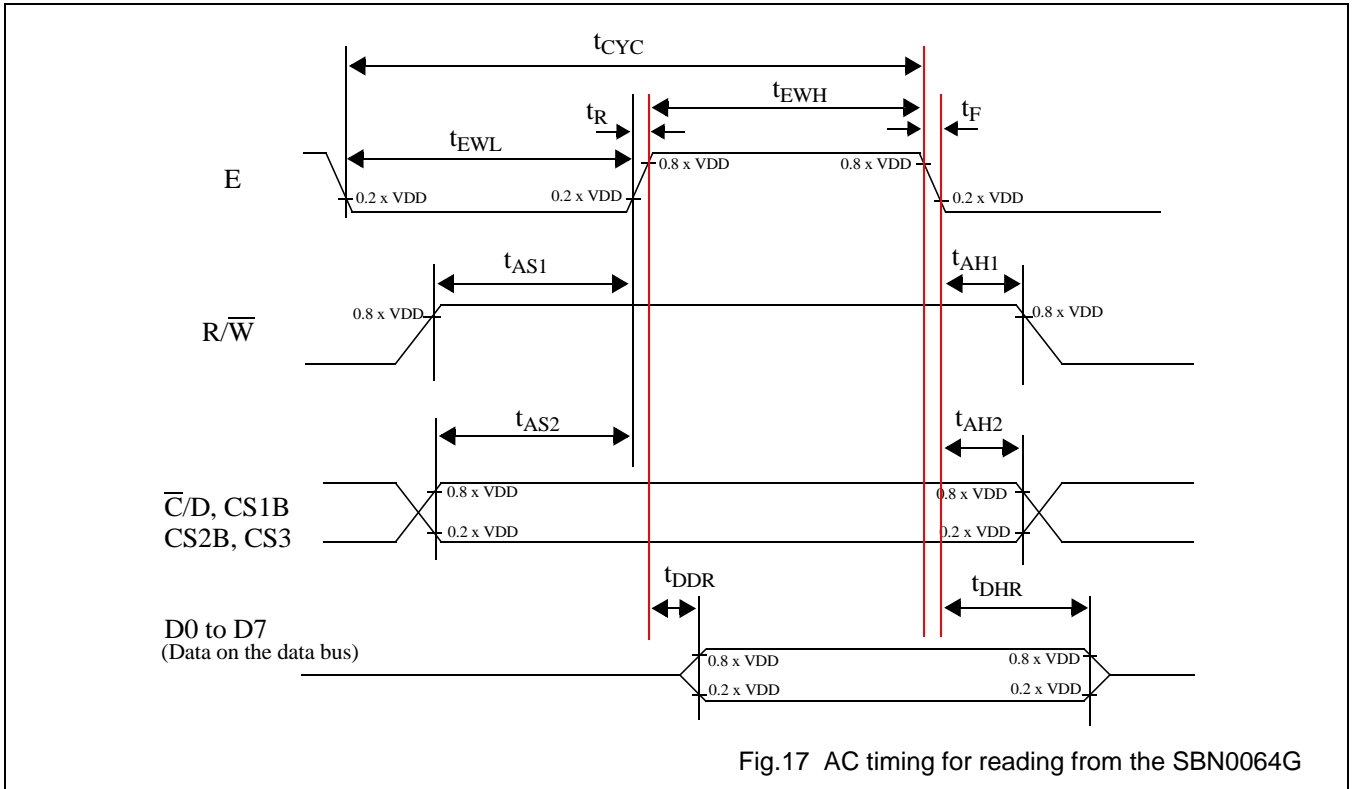 tCYC
tEWH
tR
tF
tEWL
E
0.8 x VDD
0.8 x VDD
0.2 x VDD
0.2 x VDD
0.2 x VDD
tAS1
tAH1
R/W̅
0.8 x VDD
0.8 x VDD
tAS2
tAH2
C̅/D, CS1B
CS2B, CS3
0.8 x VDD
0.8 x VDD
0.2 x VDD
0.2 x VDD
tDDR
tDHR
D0 to D7
(Data on the data bus)
0.8 x VDD
0.8 x VDD
0.2 x VDD
0.2 x VDD
Fig.17 AC timing for reading from the SBN0064G